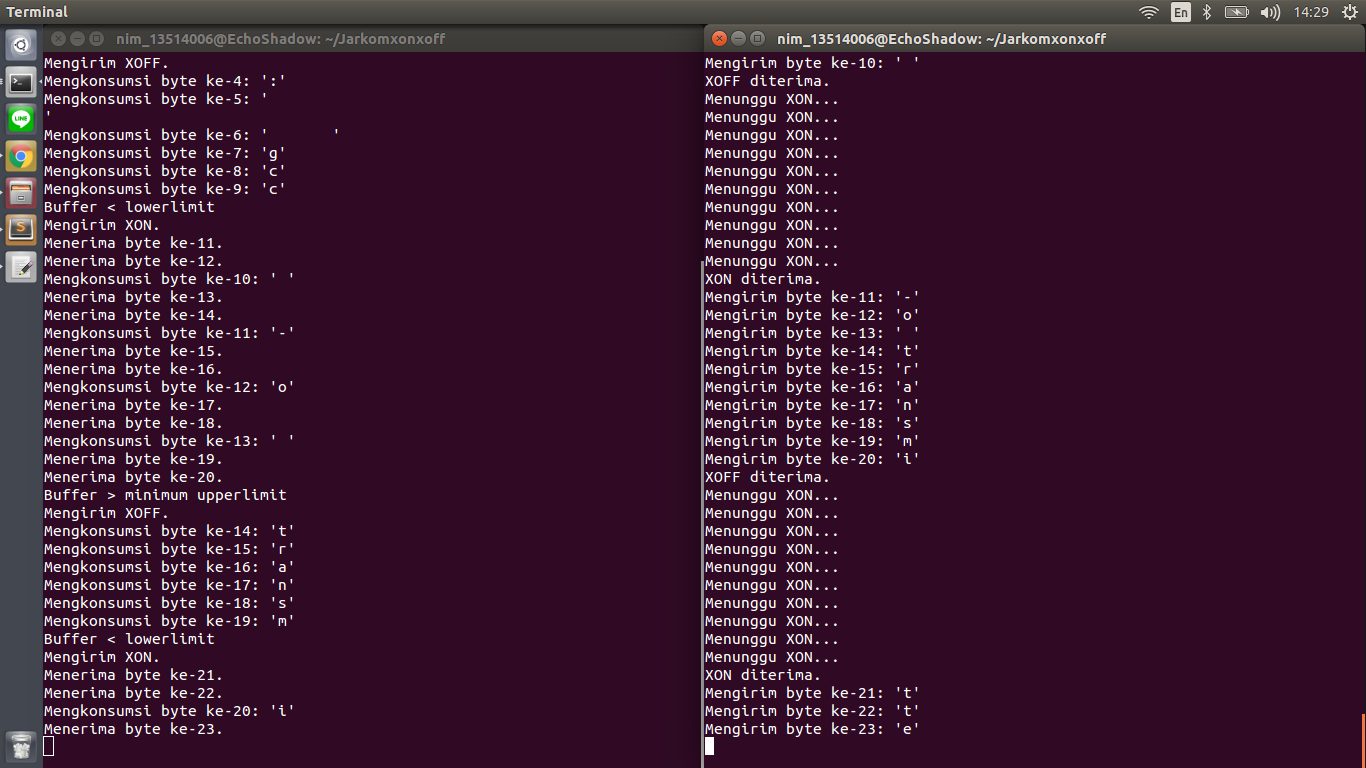 Terminal
En
14:29
nim_13514006@EchoShadow: ~/Jarkomxonxoff
Mengirim XOFF.
Mengkonsumsi byte ke-4: ':'
Mengkonsumsi byte ke-5: '
'
Mengkonsumsi byte ke-6: '       '
Mengkonsumsi byte ke-7: 'g'
Mengkonsumsi byte ke-8: 'c'
Mengkonsumsi byte ke-9: 'c'
Buffer < lowerlimit
Mengirim XON.
Menerima byte ke-11.
Menerima byte ke-12.
Mengkonsumsi byte ke-10: ' '
Menerima byte ke-13.
Menerima byte ke-14.
Mengkonsumsi byte ke-11: '-'
Menerima byte ke-15.
Menerima byte ke-16.
Mengkonsumsi byte ke-12: 'o'
Menerima byte ke-17.
Menerima byte ke-18.
Mengkonsumsi byte ke-13: ' '
Menerima byte ke-19.
Menerima byte ke-20.
Buffer > minimum upperlimit
Mengirim XOFF.
Mengkonsumsi byte ke-14: 't'
Mengkonsumsi byte ke-15: 'r'
Mengkonsumsi byte ke-16: 'a'
Mengkonsumsi byte ke-17: 'n'
Mengkonsumsi byte ke-18: 's'
Mengkonsumsi byte ke-19: 'm'
Buffer < lowerlimit
Mengirim XON.
Menerima byte ke-21.
Menerima byte ke-22.
Mengkonsumsi byte ke-20: 'i'
Menerima byte ke-23.
nim_13514006@EchoShadow: ~/Jarkomxonxoff
Mengirim byte ke-10: ' '
XOFF diterima.
Menunggu XON...
Menunggu XON...
Menunggu XON...
Menunggu XON...
Menunggu XON...
Menunggu XON...
Menunggu XON...
Menunggu XON...
Menunggu XON...
Menunggu XON...
XON diterima.
Mengirim byte ke-11: '-'
Mengirim byte ke-12: 'o'
Mengirim byte ke-13: ' '
Mengirim byte ke-14: 't'
Mengirim byte ke-15: 'r'
Mengirim byte ke-16: 'a'
Mengirim byte ke-17: 'n'
Mengirim byte ke-18: 's'
Mengirim byte ke-19: 'm'
Mengirim byte ke-20: 'i'
XOFF diterima.
Menunggu XON...
Menunggu XON...
Menunggu XON...
Menunggu XON...
Menunggu XON...
Menunggu XON...
Menunggu XON...
Menunggu XON...
Menunggu XON...
Menunggu XON...
XON diterima.
Mengirim byte ke-21: 't'
Mengirim byte ke-22: 't'
Mengirim byte ke-23: 'e'